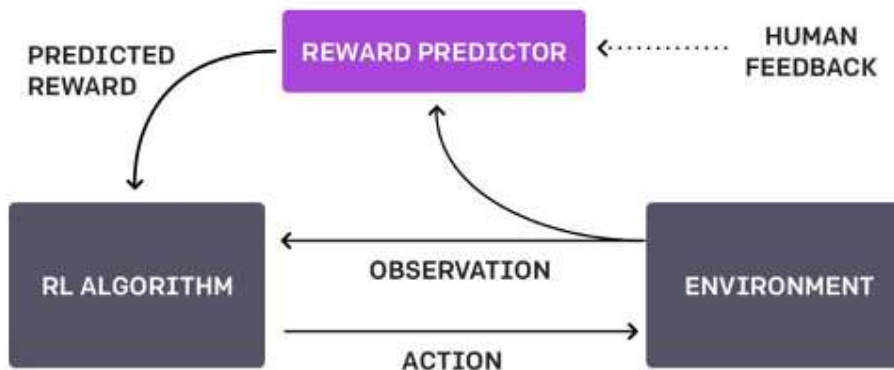 PREDICTED
REWARD
REWARD PREDICTOR
HUMAN
FEEDBACK
RL ALGORITHM
OBSERVATION
ENVIRONMENT
ACTION